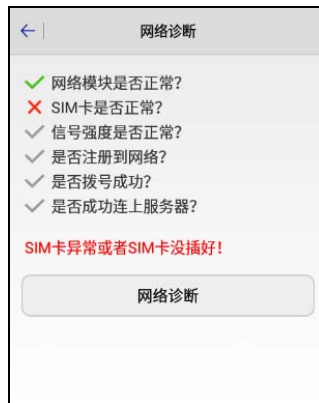 网络诊断
网络模块是否正常?
SIM卡是否正常?
信号强度是否正常?
是否注册到网络?
是否拨号成功?
是否成功连上服务器?
SIM卡异常或者SIM卡没插好!
网络诊断